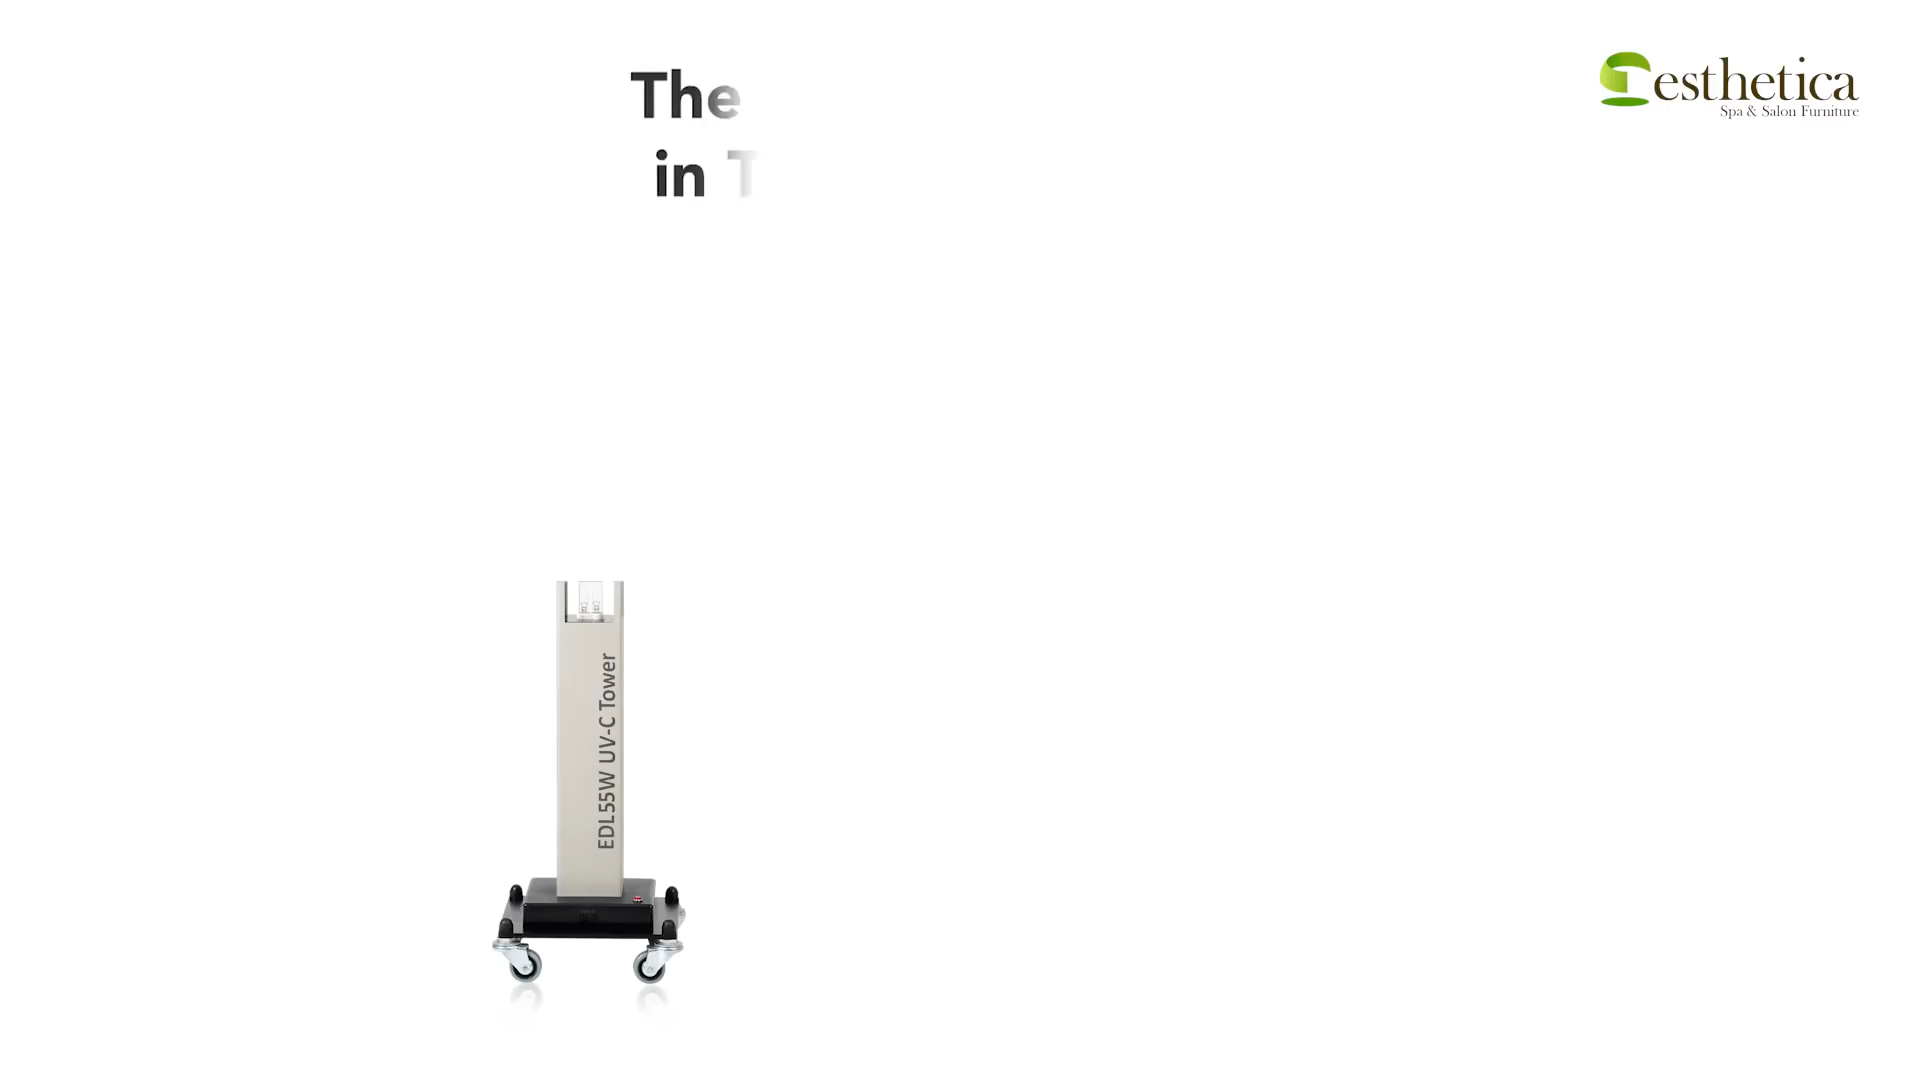 The
in T
esthetica
Spa & Salon Furniture
EDL55W UV-C Tower